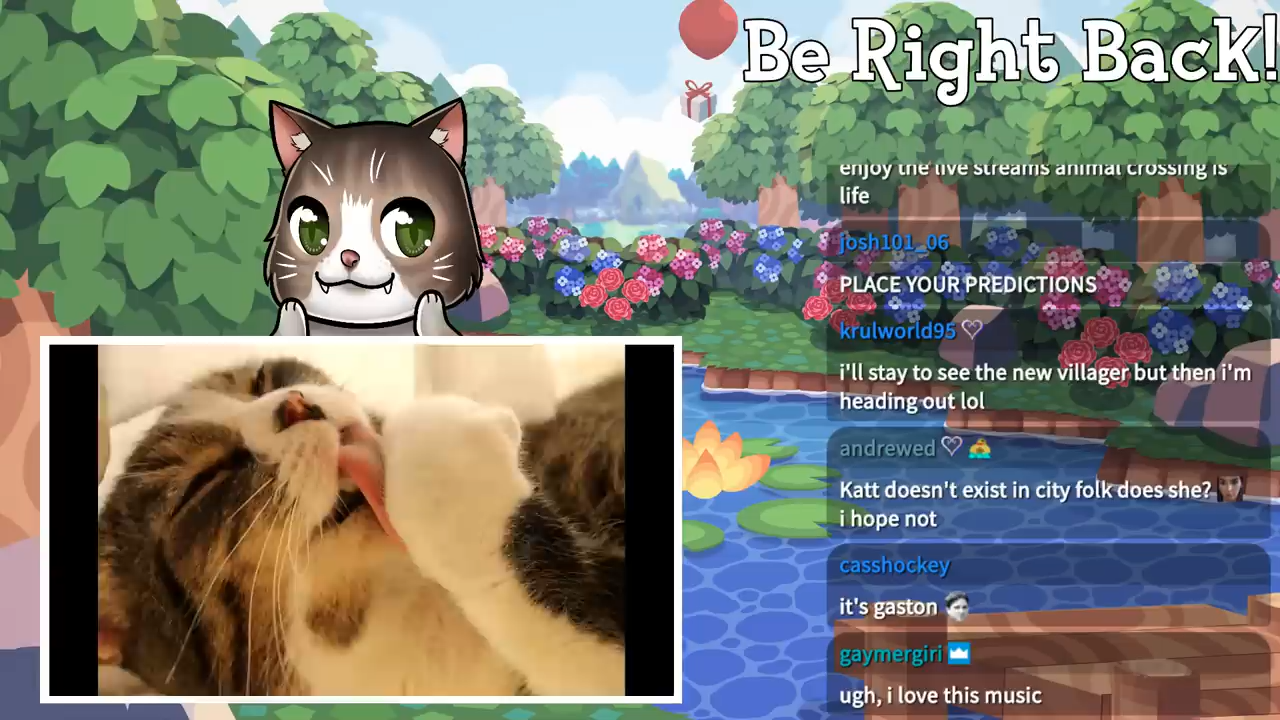 Be Right Back!
enjoy the live streams animal crossing is
life
josh101_06
PLACE YOUR PREDICTIONS
krulworld95
i'll stay to see the new villager but then i'm
heading out lol
andrewed
Katt doesn't exist in city folk does she?
i hope not
casshockey
it's gaston
gaymergiri
ugh, i love this music